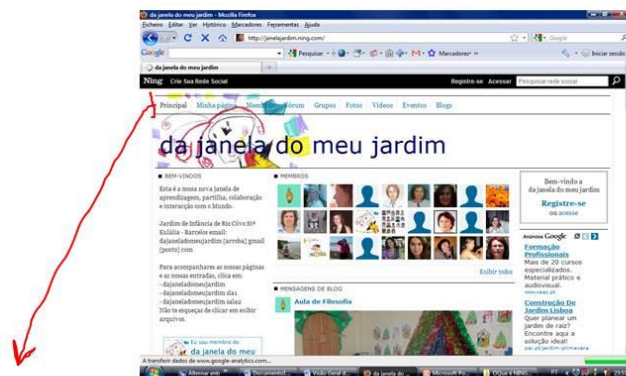 da janela do meu jardim - Mozilla Firefox
Ficheiro Editar Ver Histórico Marcadores Ferramentas Ajuda
http://janelajardim.ning.com/
Google
Google
Pesquisar
Marcadores
Iniciar sessão
da janela do meu jardim
Ning Crie Sua Rede Social
Registre-se Acessar Pesquisar rede social
Principal Minha página Fórum Grupos Fotos Vídeos Eventos Blogs
da janela do meu jardim
BEM-VINDOS
Esta é a nossa nova janela de
aprendizagem, partilha, colaboração
e interacção com o Mundo.
Jardim de Infância de Rio Côvo Stª
Eulália - Barcelos email:
dajaneladomeujardim [arroba] gmail
[ponto] com
Para acompanhares as nossas páginas
e as nossas entradas, clica em:
-dajaneladomeujardim
-dajaneladomeujardim sla1
-dajaneladomeujardim sala2
Não te esqueças de clicar em exibir
arquivos.
Eu sou membro de:
da janela do meu
MEMBROS
Exibir todos
MENSAGENS DE BLOG
Aula de Filosofia
Bem-vindo a
da janela do meu jardim
Registre-se
ou acesse
Anúncios Google
Formação
Profissionais
Mais de 20 cursos
especializados.
Material prático e
audiovisual.
Construção De
Jardim Lisboa
Quer planear um
jardim de raiz?
Encontre aqui a
solução ideal!
A transferir dados de www.google-analytics.com...
Alternar entr
Documento1
Visão Geral d
da janela do
Microsoft Po
PT